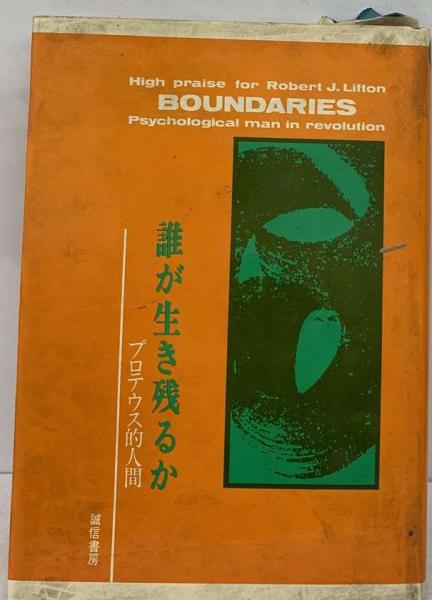 High praise for Robert J. Lifton
BOUNDARIES
Psychological man in revolution
誰が生き残るか
プロテウス的人間
誠信書房